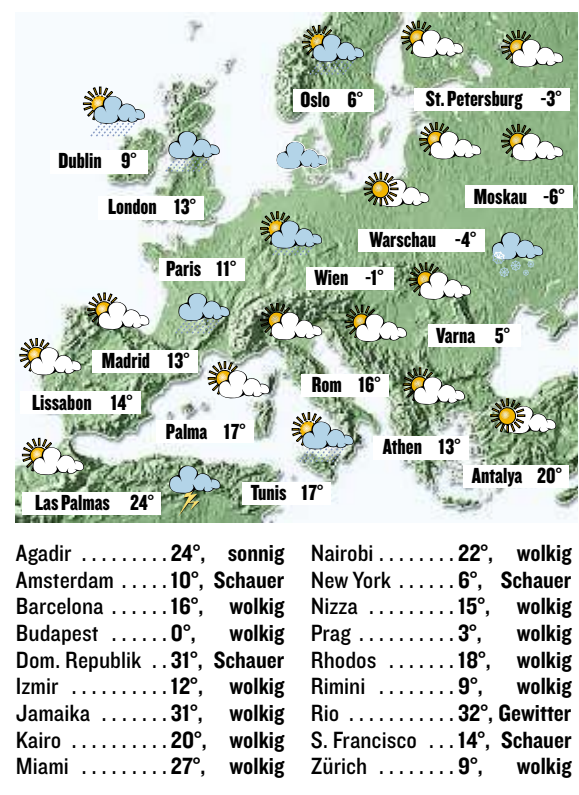 Oslo 6°
St. Petersburg -3°
Dublin 9°
London 13°
Moskau -6°
Warschau -4°
Paris 11°
Wien -1°
Varna 5°
Madrid 13°
Rom 16°
Lissabon 14°
Palma 17°
Athen 13°
Antalya 20°
Las Palmas 24°
Tunis 17°
Agadir ......... 24°, sonnig
Amsterdam ..... 10°, Schauer
Barcelona ...... 16°, wolkig
Budapest ...... 0°, wolkig
Dom. Republik .. 31°, Schauer
Izmir .......... 12°, wolkig
Jamaika ....... 31°, wolkig
Kairo .......... 20°, wolkig
Miami ......... 27°, wolkig
Nairobi ........ 22°, wolkig
New York ...... 6°, Schauer
Nizza ......... 15°, wolkig
Prag .......... 3°, wolkig
Rhodos ........ 18°, wolkig
Rimini ........ 9°, wolkig
Rio ........... 32°, Gewitter
S. Francisco ... 14°, Schauer
Zürich ......... 9°, wolkig